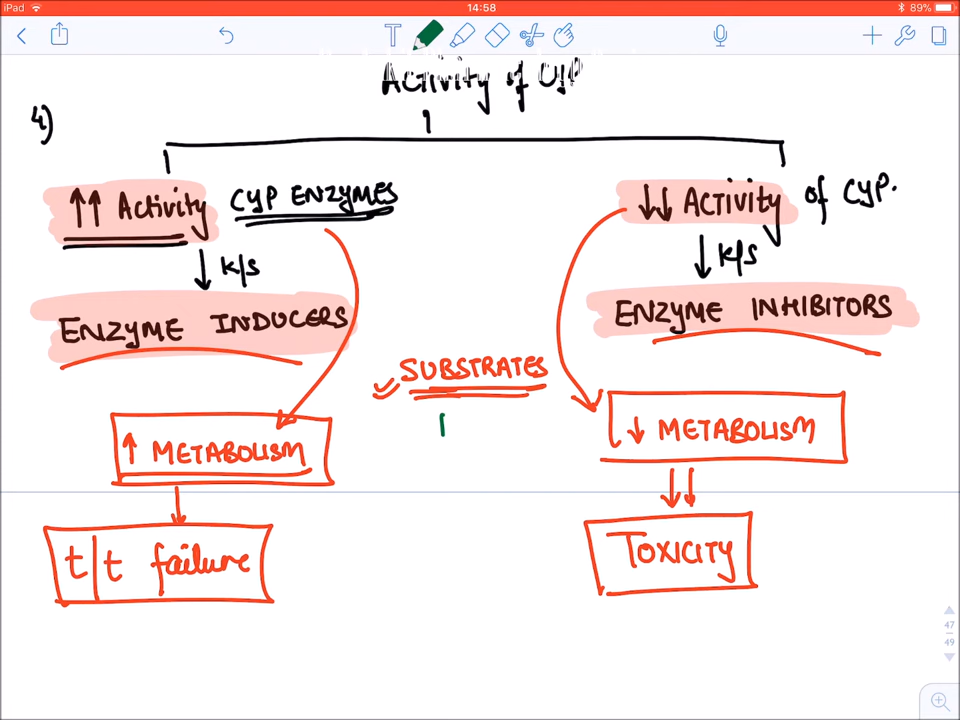 iPad 14:58 89%
T
Activity of CYP
4)
↑↑ Activity CYP ENZYMES
↓↓ ACTIVITY of CYP.
↓ k/s
↓ k/s
ENZYME INDUCERS
ENZYME INHIBITORS
SUBSTRATES
↑ METABOLISM
↓ METABOLISM
t/t failure
TOXICITY
47
49